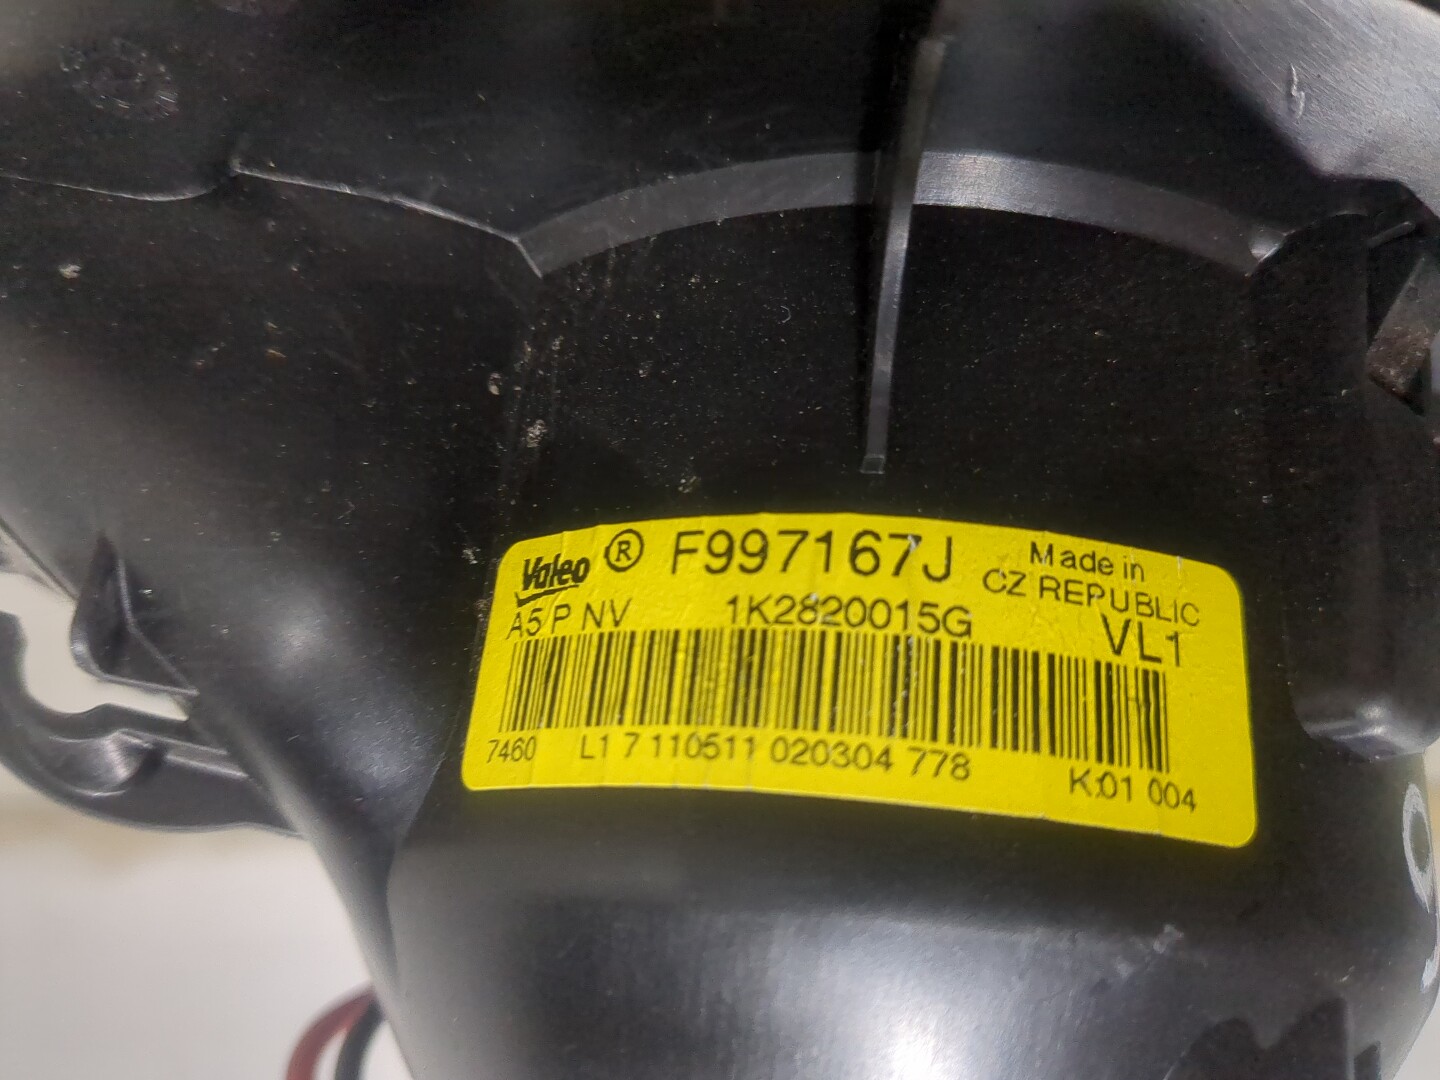 Valeo ® F997167J Made in
CZ REPUBLIC
A5/P NV 1K2820015G VL1
7460 L1 7 110511 020304 778 K:01 004